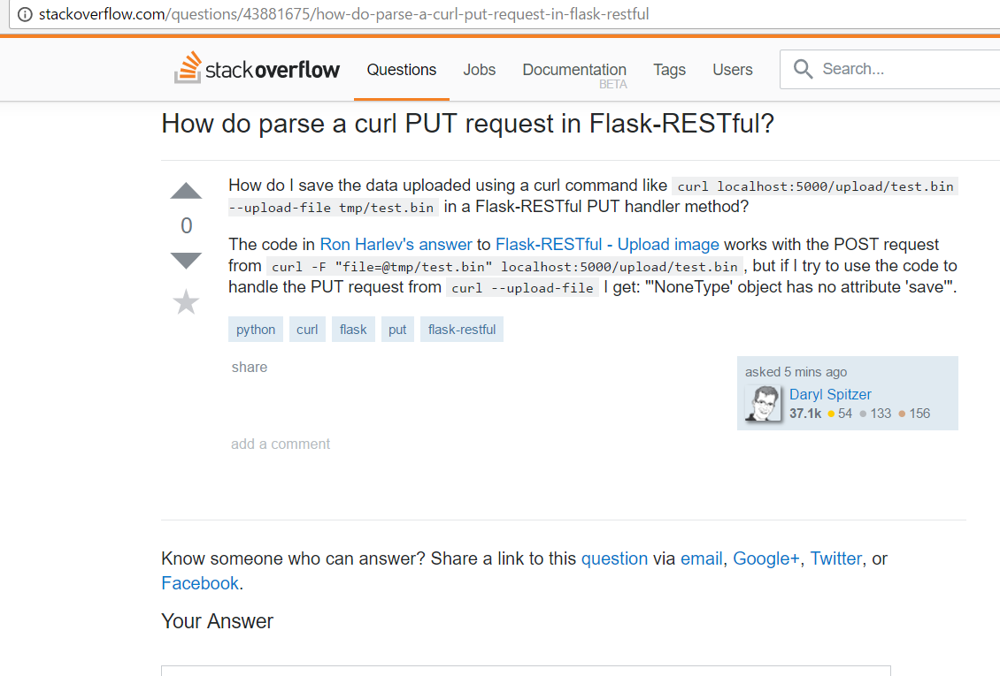 stackoverflow.com/questions/43881675/how-do-parse-a-curl-put-request-in-flask-restful
stackoverflow Questions Jobs Documentation Tags Users Search...
BETA
How do parse a curl PUT request in Flask-RESTful?
How do I save the data uploaded using a curl command like curl localhost:5000/upload/test.bin
--upload-file tmp/test.bin in a Flask-RESTful PUT handler method?
0
The code in Ron Harlev's answer to Flask-RESTful - Upload image works with the POST request
from curl -F "file=@tmp/test.bin" localhost:5000/upload/test.bin , but if I try to use the code to
handle the PUT request from curl --upload-file I get: "'NoneType' object has no attribute 'save'".
python curl flask put flask-restful
share
asked 5 mins ago
Daryl Spitzer
37.1k 54 133 156
add a comment
Know someone who can answer? Share a link to this question via email, Google+, Twitter, or
Facebook.
Your Answer